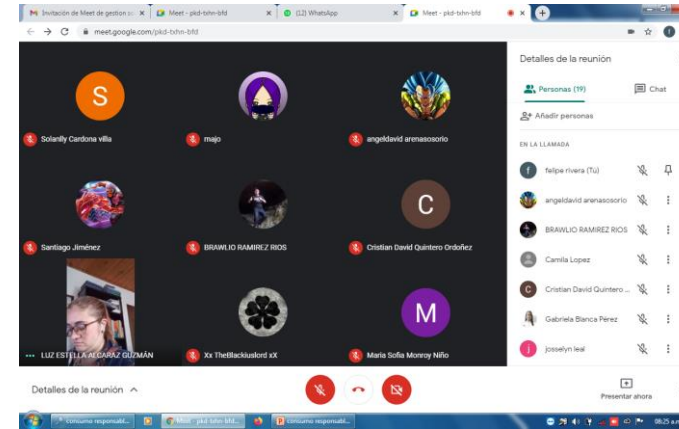 Invitación de Meet de gestion
Meet - pkd-txhn-bfd
(12) WhatsApp
Meet - pkd-txhn-bfd
meet.google.com/pkd-txhn-bfd
Detalles de la reunión
Personas (19)
Chat
Añadir personas
EN LA LLAMADA
felipe rivera (Tú)
angeldavid arenasosorio
BRAWLIO RAMIREZ RIOS
Camila Lopez
Cristian David Quintero ...
Gabriela Blanca Perez
josselyn leal
S
Solanlly Cardona villa
majo
angeldavid arenasosorio
Santiago Jiménez
BRAWLIO RAMIREZ RIOS
C
Cristian David Quintero Ordoñez
LUZ ESTELLA ALCARAZ GUZMÁN
Xx TheBlackiuslord xX
M
Maria Sofia Monroy Niño
Detalles de la reunión
Presentar ahora
consumo responsabl...
Meet - pkd-txhn-bfd...
consumo responsabl...
08:25 a.m